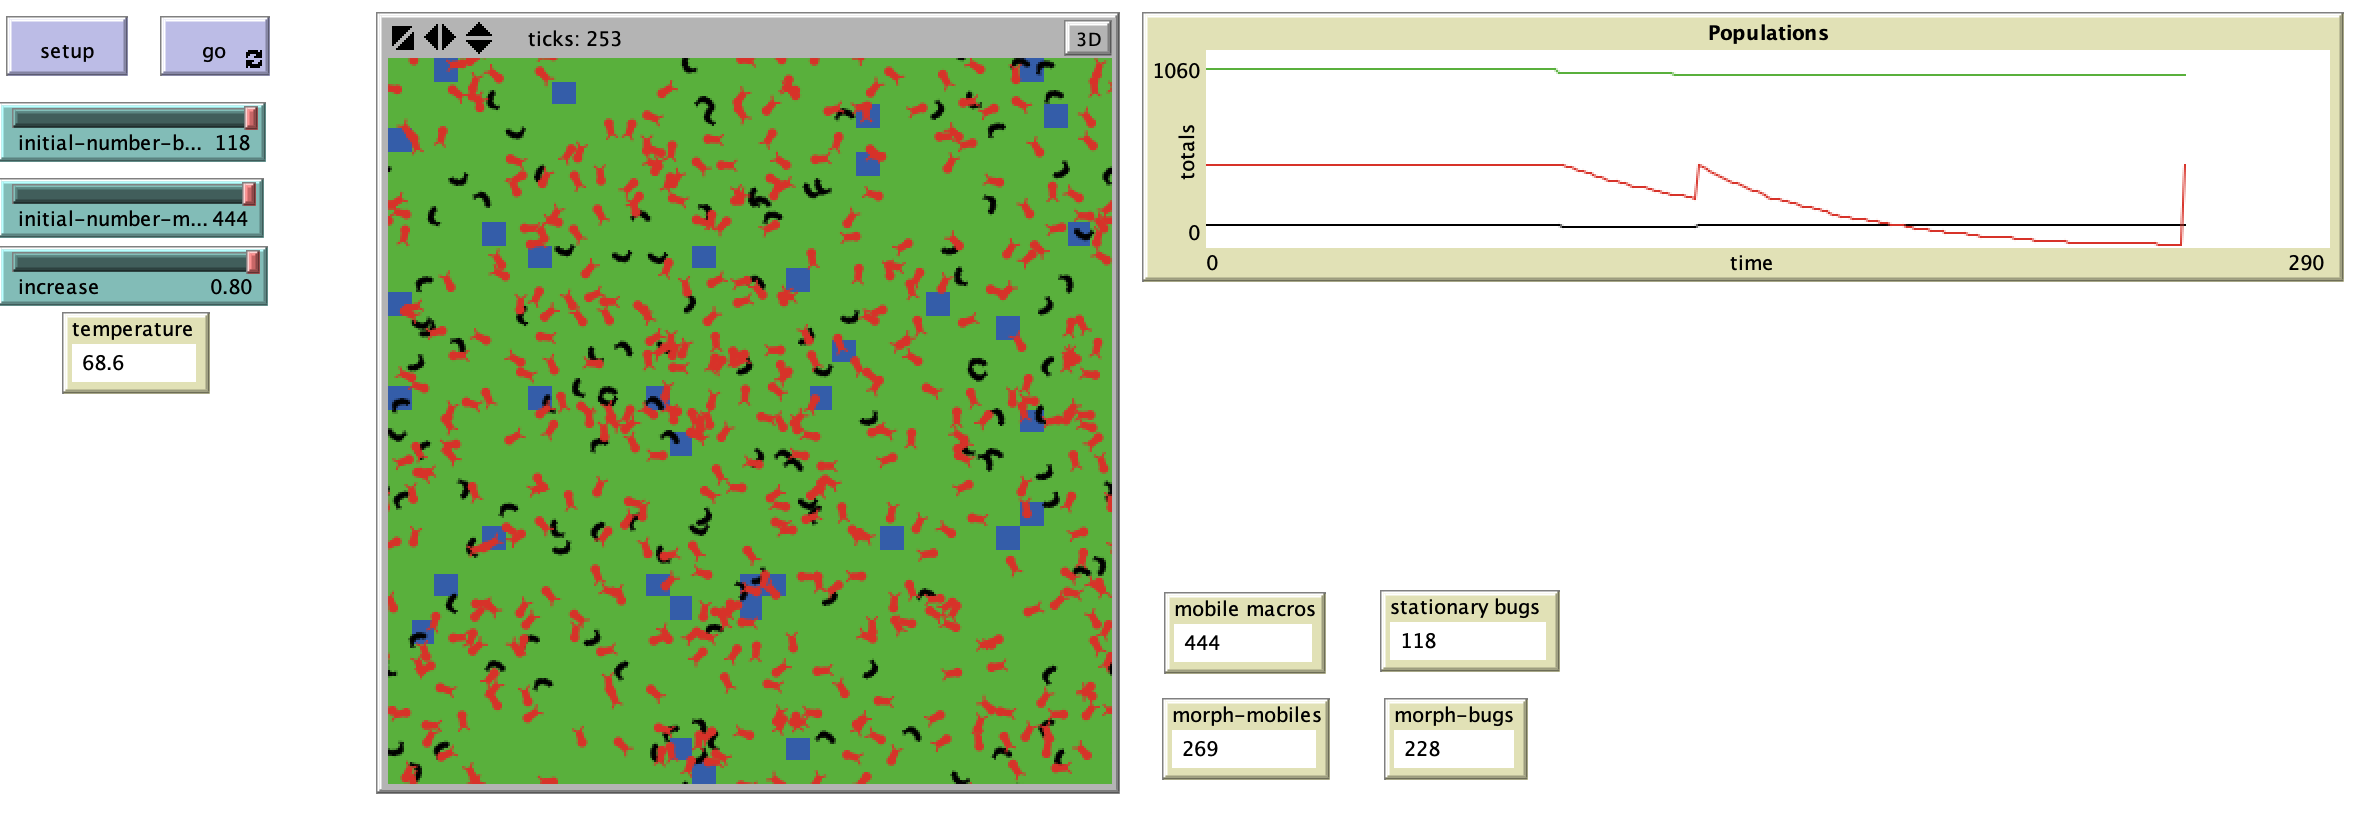 setup
go
initial-number-b... 118
initial-number-m... 444
increase 0.80
temperature
68.6
ticks: 253
3D
Populations
1060
totals
0
0
time
290
mobile macros
444
stationary bugs
118
morph-mobiles
269
morph-bugs
228